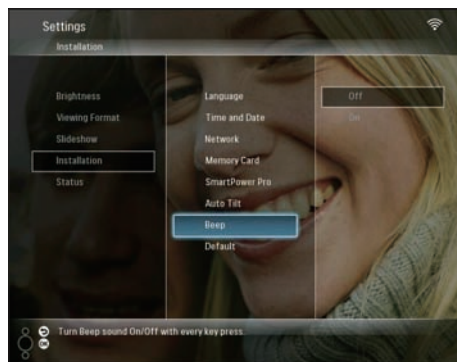 Settings
Installation
Brightness
Viewing Format
Slideshow
Installation
Status
Language
Time and Date
Network
Memory Card
SmartPower Pro
Auto Tilt
Beep
Default
Off
On
Turn Beep sound On/Off with every key press.
OK